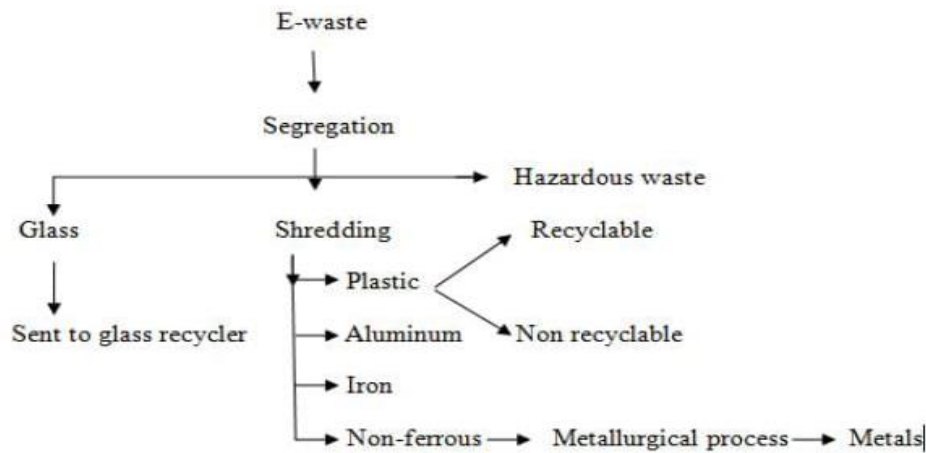 E-waste
Segregation
Hazardous waste
Glass
Shredding
Recyclable
Plastic
Sent to glass recycler
Aluminum
Non recyclable
Iron
Non-ferrous
Metallurgical process
Metals